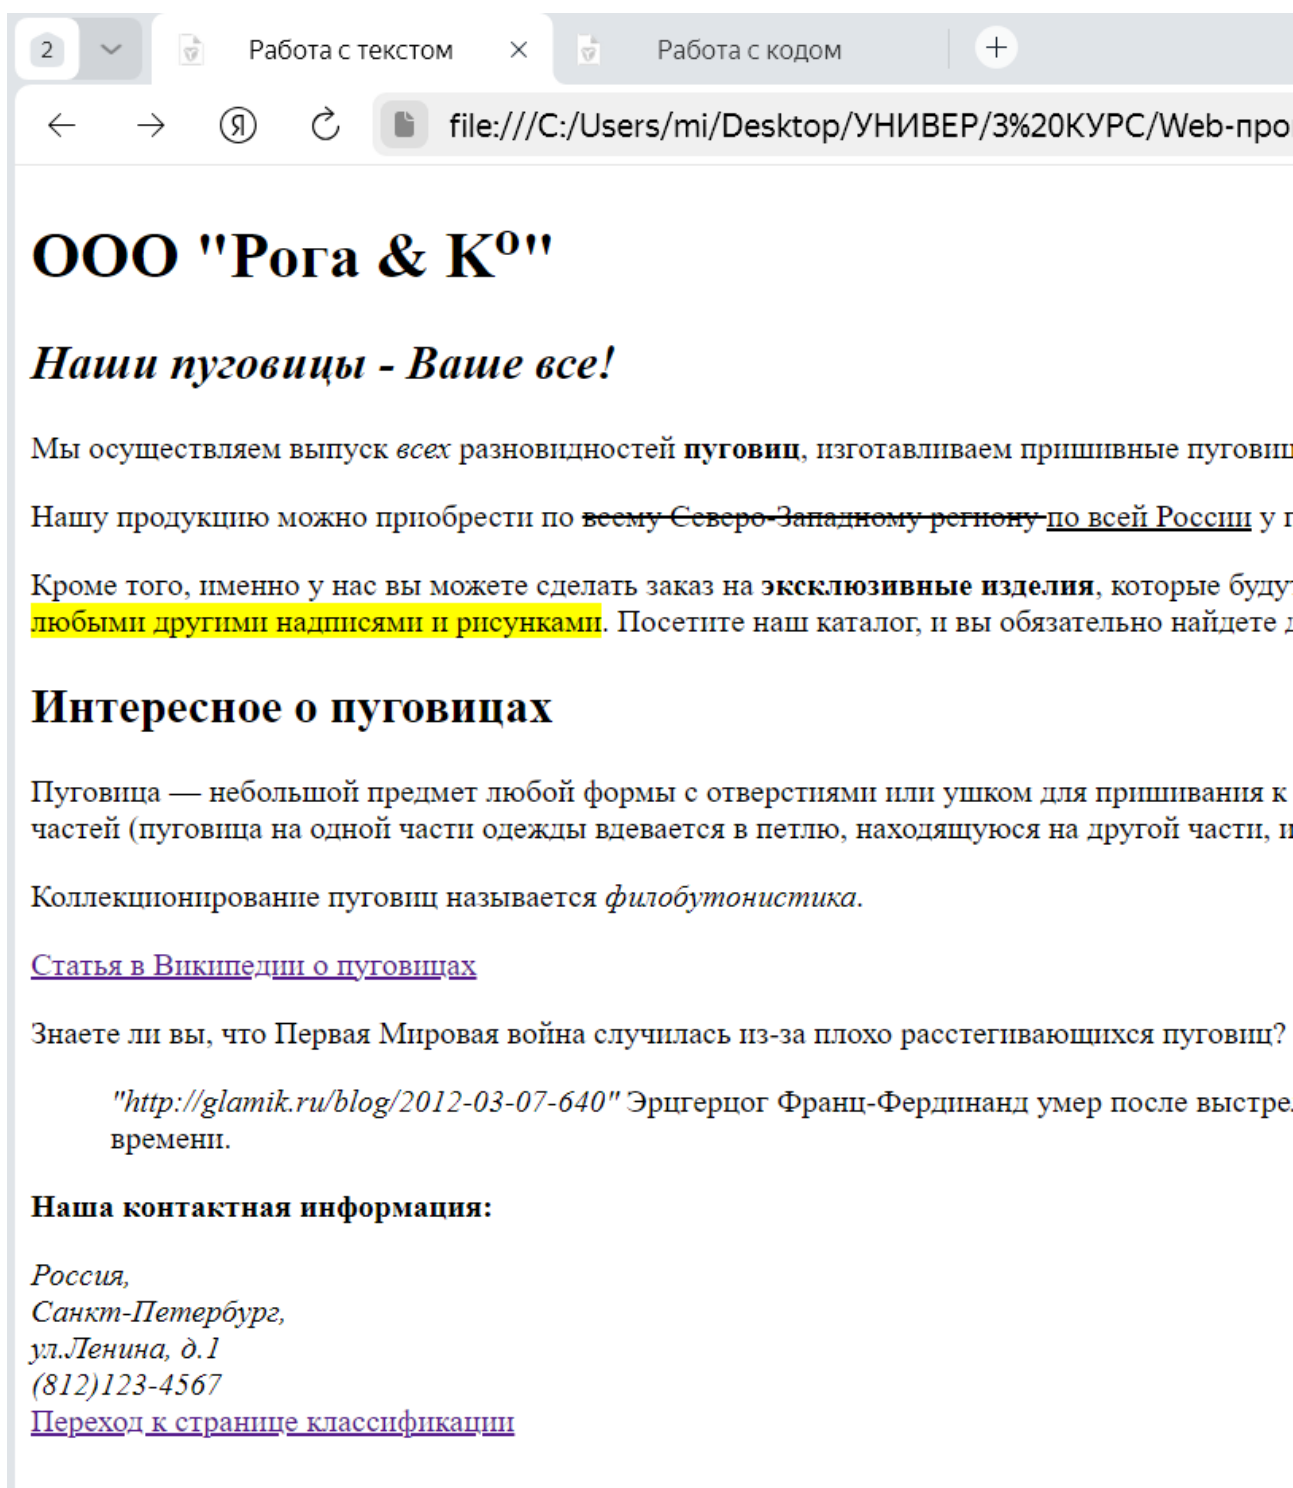 2
Работа с текстом
Работа с кодом
file:///C:/Users/mi/Desktop/УНИВЕР/3%20КУРС/Web-про
ООО "Рога & Kº"
Наши пуговицы - Ваше все!
Мы осуществляем выпуск всех разновидностей пуговиц, изготавливаем пришивные пуговиц
Нашу продукцию можно приобрести по всему Северо-Западному региону по всей России у
Кроме того, именно у нас вы можете сделать заказ на эксклюзивные изделия, которые буду
любыми другими надписями и рисунками. Посетите наш каталог, и вы обязательно найдете
Интересное о пуговицах
Пуговица — небольшой предмет любой формы с отверстиями или ушком для пришивания к
частей (пуговица на одной части одежды вдевается в петлю, находящуюся на другой части, и
Коллекционирование пуговиц называется филобутонистика.
Статья в Википедии о пуговицах
Знаете ли вы, что Первая Мировая война случилась из-за плохо расстегивающихся пуговиц?
"http://glamik.ru/blog/2012-03-07-640" Эрцгерцог Франц-Фердинанд умер после выстре
времени.
Наша контактная информация:
Россия,
Санкт-Петербург,
ул.Ленина, д.1
(812)123-4567
Переход к странице классификации